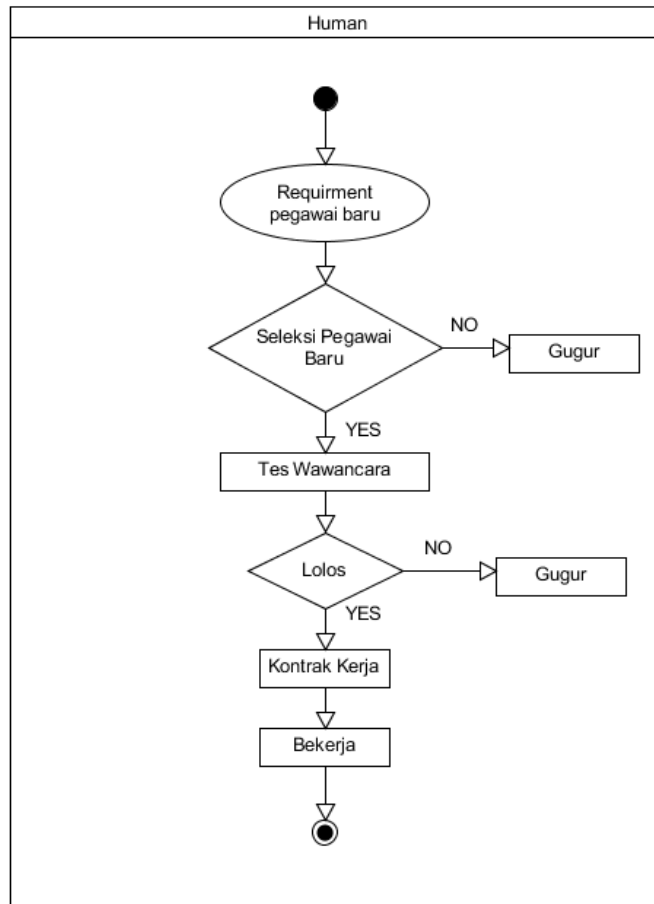 Human
Requirment
pegawai baru
Seleksi Pegawai
Baru
NO
Gugur
YES
Tes Wawancara
Lolos
NO
Gugur
YES
Kontrak Kerja
Bekerja